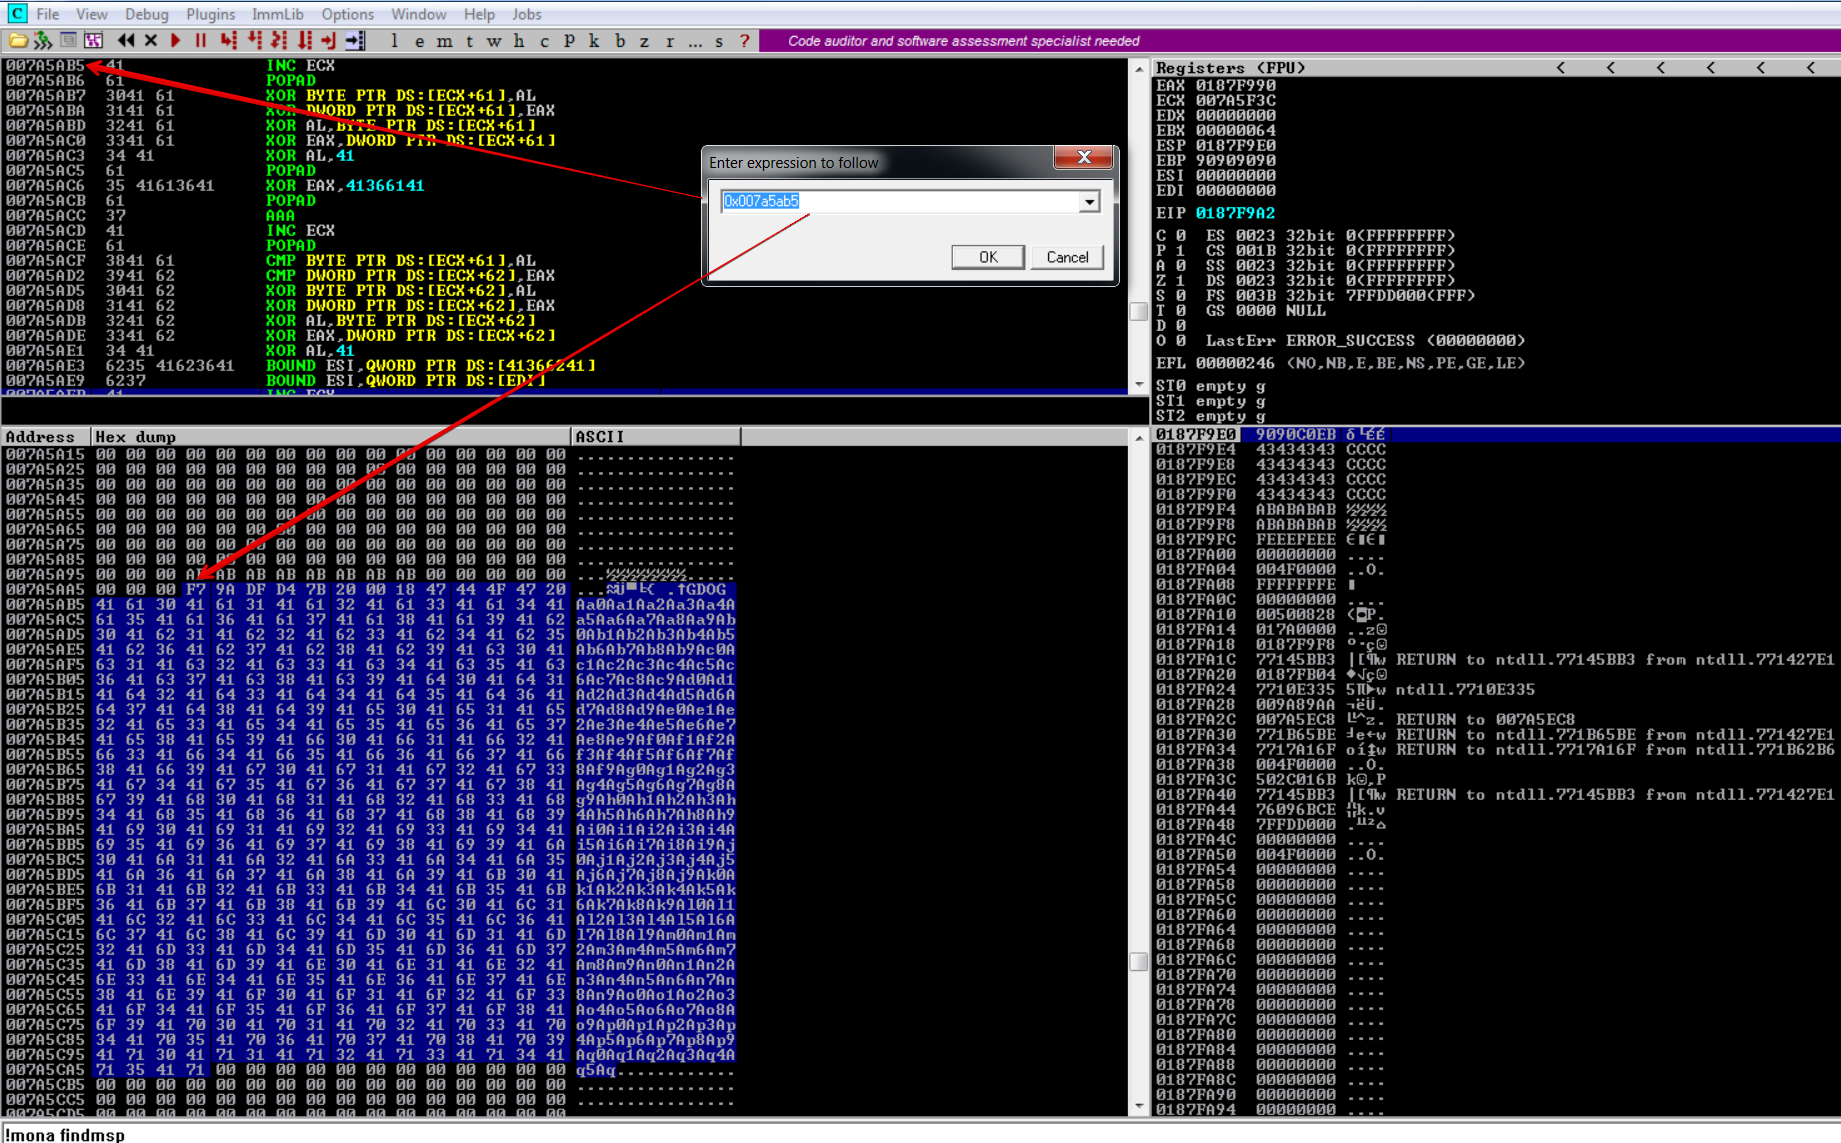 File View Debug Plugins ImmLib Options Window Help Jobs
l e m t w h c P k b z r ... s ?
Code auditor and software assessment specialist needed
007A5AB5 41 INC ECX
007A5AB6 61 POPAD
007A5AB7 3041 61 XOR BYTE PTR DS:[ECX+61],AL
007A5ABA 3141 61 XOR DWORD PTR DS:[ECX+61],EAX
007A5ABD 3241 61 XOR AL,BYTE PTR DS:[ECX+61]
007A5AC0 3341 61 XOR EAX,DWORD PTR DS:[ECX+61]
007A5AC3 34 41 XOR AL,41
007A5AC5 61 POPAD
007A5AC6 35 41613641 XOR EAX,41366141
007A5ACB 61 POPAD
007A5ACC 37 AAA
007A5ACD 41 INC ECX
007A5ACE 61 POPAD
007A5ACF 3841 61 CMP BYTE PTR DS:[ECX+61],AL
007A5AD2 3941 62 CMP DWORD PTR DS:[ECX+62],EAX
007A5AD5 3041 62 XOR BYTE PTR DS:[ECX+62],AL
007A5AD8 3141 62 XOR DWORD PTR DS:[ECX+62],EAX
007A5ADB 3241 62 XOR AL,BYTE PTR DS:[ECX+62]
007A5ADE 3341 62 XOR EAX,DWORD PTR DS:[ECX+62]
007A5AE1 34 41 XOR AL,41
007A5AE3 6235 41623641 BOUND ESI,QWORD PTR DS:[41366241]
007A5AE9 6237 BOUND ESI,QWORD PTR DS:[EDI]
Enter expression to follow
0x007a5ab5
OK Cancel
Registers (FPU) < < < < < <
EAX 0187F990
ECX 007A5F3C
EDX 00000000
EBX 00000064
ESP 0187F9E0
EBP 90909090
ESI 00000000
EDI 00000000
EIP 0187F9A2
C 0 ES 0023 32bit 0(FFFFFFFF)
P 1 CS 001B 32bit 0(FFFFFFFF)
A 0 SS 0023 32bit 0(FFFFFFFF)
Z 1 DS 0023 32bit 0(FFFFFFFF)
S 0 FS 003B 32bit 7FFDD000(FFF)
T 0 GS 0000 NULL
D 0
O 0 LastErr ERROR_SUCCESS (00000000)
EFL 00000246 (NO,NB,E,BE,NS,PE,GE,LE)
ST0 empty g
ST1 empty g
ST2 empty g
Address Hex dump ASCII
007A5A15 00 00 00 00 00 00 00 00 00 00 00 00 00 00 00 00 ................
007A5A25 00 00 00 00 00 00 00 00 00 00 00 00 00 00 00 00 ................
007A5A35 00 00 00 00 00 00 00 00 00 00 00 00 00 00 00 00 ................
007A5A45 00 00 00 00 00 00 00 00 00 00 00 00 00 00 00 00 ................
007A5A55 00 00 00 00 00 00 00 00 00 00 00 00 00 00 00 00 ................
007A5A65 00 00 00 00 00 00 00 00 00 00 00 00 00 00 00 00 ................
007A5A75 00 00 00 00 00 00 00 00 00 00 00 00 00 00 00 00 ................
007A5A85 00 00 00 00 00 00 00 00 00 00 00 00 00 00 00 00 ................
007A5A95 00 00 00 AB AB AB AB AB AB AB AB 00 00 00 00 00 ...½½½½½½½½.....
007A5AA5 00 00 00 F7 9A DF D4 7B 20 00 18 47 44 4F 47 20 GDOG
007A5AB5 41 61 30 41 61 31 41 61 32 41 61 33 41 61 34 41 Aa0Aa1Aa2Aa3Aa4A
007A5AC5 61 35 41 61 36 41 61 37 41 61 38 41 61 39 41 62 a5Aa6Aa7Aa8Aa9Ab
007A5AD5 30 41 62 31 41 62 32 41 62 33 41 62 34 41 62 35 0Ab1Ab2Ab3Ab4Ab5
007A5AE5 41 62 36 41 62 37 41 62 38 41 62 39 41 63 30 41 Ab6Ab7Ab8Ab9Ac0A
007A5AF5 63 31 41 63 32 41 63 33 41 63 34 41 63 35 41 63 c1Ac2Ac3Ac4Ac5Ac
007A5B05 36 41 63 37 41 63 38 41 63 39 41 64 30 41 64 31 6Ac7Ac8Ac9Ad0Ad1
007A5B15 41 64 32 41 64 33 41 64 34 41 64 35 41 64 36 41 Ad2Ad3Ad4Ad5Ad6A
007A5B25 64 37 41 64 38 41 64 39 41 65 30 41 65 31 41 65 d7Ad8Ad9Ae0Ae1Ae
007A5B35 32 41 65 33 41 65 34 41 65 35 41 65 36 41 65 37 2Ae3Ae4Ae5Ae6Ae7
007A5B45 41 65 38 41 65 39 41 66 30 41 66 31 41 66 32 41 Ae8Ae9Af0Af1Af2A
007A5B55 66 33 41 66 34 41 66 35 41 66 36 41 66 37 41 66 f3Af4Af5Af6Af7Af
007A5B65 38 41 66 39 41 67 30 41 67 31 41 67 32 41 67 33 8Af9Ag0Ag1Ag2Ag3
007A5B75 41 67 34 41 67 35 41 67 36 41 67 37 41 67 38 41 Ag4Ag5Ag6Ag7Ag8A
007A5B85 67 39 41 68 30 41 68 31 41 68 32 41 68 33 41 68 g9Ah0Ah1Ah2Ah3Ah
007A5B95 34 41 68 35 41 68 36 41 68 37 41 68 38 41 68 39 4Ah5Ah6Ah7Ah8Ah9
007A5BA5 41 69 30 41 69 31 41 69 32 41 69 33 41 69 34 41 Ai0Ai1Ai2Ai3Ai4A
007A5BB5 69 35 41 69 36 41 69 37 41 69 38 41 69 39 41 6A i5Ai6Ai7Ai8Ai9Aj
007A5BC5 30 41 6A 31 41 6A 32 41 6A 33 41 6A 34 41 6A 35 0Aj1Aj2Aj3Aj4Aj5
007A5BD5 41 6A 36 41 6A 37 41 6A 38 41 6A 39 41 6B 30 41 Aj6Aj7Aj8Aj9Ak0A
007A5BE5 6B 31 41 6B 32 41 6B 33 41 6B 34 41 6B 35 41 6B k1Ak2Ak3Ak4Ak5Ak
007A5BF5 36 41 6B 37 41 6B 38 41 6B 39 41 6C 30 41 6C 31 6Ak7Ak8Ak9Al0Al1
007A5C05 41 6C 32 41 6C 33 41 6C 34 41 6C 35 41 6C 36 41 Al2Al3Al4Al5Al6A
007A5C15 6C 37 41 6C 38 41 6C 39 41 6D 30 41 6D 31 41 6D l7Al8Al9Am0Am1Am
007A5C25 32 41 6D 33 41 6D 34 41 6D 35 41 6D 36 41 6D 37 2Am3Am4Am5Am6Am7
007A5C35 41 6D 38 41 6D 39 41 6E 30 41 6E 31 41 6E 32 41 Am8Am9An0An1An2A
007A5C45 6E 33 41 6E 34 41 6E 35 41 6E 36 41 6E 37 41 6E n3An4An5An6An7An
007A5C55 38 41 6E 39 41 6F 30 41 6F 31 41 6F 32 41 6F 33 8An9Ao0Ao1Ao2Ao3
007A5C65 41 6F 34 41 6F 35 41 6F 36 41 6F 37 41 6F 38 41 Ao4Ao5Ao6Ao7Ao8A
007A5C75 6F 39 41 70 30 41 70 31 41 70 32 41 70 33 41 70 o9Ap0Ap1Ap2Ap3Ap
007A5C85 34 41 70 35 41 70 36 41 70 37 41 70 38 41 70 39 4Ap5Ap6Ap7Ap8Ap9
007A5C95 41 71 30 41 71 31 41 71 32 41 71 33 41 71 34 41 Aq0Aq1Aq2Aq3Aq4A
007A5CA5 71 35 41 71 00 00 00 00 00 00 00 00 00 00 00 00 q5Aq............
007A5CB5 00 00 00 00 00 00 00 00 00 00 00 00 00 00 00 00 ................
007A5CC5 00 00 00 00 00 00 00 00 00 00 00 00 00 00 00 00 ................
007A5CD5 00 00 00 00 00 00 00 00 00 00 00 00 00 00 00 00
0187F9E0 9090C0EB δ└ÉÉ
0187F9E4 43434343 CCCC
0187F9E8 43434343 CCCC
0187F9EC 43434343 CCCC
0187F9F0 43434343 CCCC
0187F9F4 ABABABAB ½½½½
0187F9F8 ABABABAB ½½½½
0187F9FC FEEEFEEE
0187FA00 00000000 ....
0187FA04 004F0000 ..O.
0187FA08 FFFFFFFE
0187FA0C 00000000 ....
0187FA10 00500828
0187FA14 017A0000 ..z☺
0187FA18 0187F9F8
0187FA1C 77145BB3 |[¶w RETURN to ntdll.77145BB3 from ntdll.771427E1
0187FA20 0187FB04
0187FA24 7710E335 ntdll.7710E335
0187FA28 009A89AA
0187FA2C 007A5EC8 ╚^z. RETURN to 007A5EC8
0187FA30 771B65BE RETURN to ntdll.771B65BE from ntdll.771427E1
0187FA34 7717A16F RETURN to ntdll.7717A16F from ntdll.771B62B6
0187FA38 004F0000 ..O.
0187FA3C 502C016B k☺,P
0187FA40 77145BB3 |[¶w RETURN to ntdll.77145BB3 from ntdll.771427E1
0187FA44 76096BCE
0187FA48 7FFDD000
0187FA4C 00000000 ....
0187FA50 004F0000 ..O.
0187FA54 00000000 ....
0187FA58 00000000 ....
0187FA5C 00000000 ....
0187FA60 00000000 ....
0187FA64 00000000 ....
0187FA68 00000000 ....
0187FA6C 00000000 ....
0187FA70 00000000 ....
0187FA74 00000000 ....
0187FA78 00000000 ....
0187FA7C 00000000 ....
0187FA80 00000000 ....
0187FA84 00000000 ....
0187FA88 00000000 ....
0187FA8C 00000000 ....
0187FA90 00000000 ....
0187FA94 00000000 ....
!mona findmsp